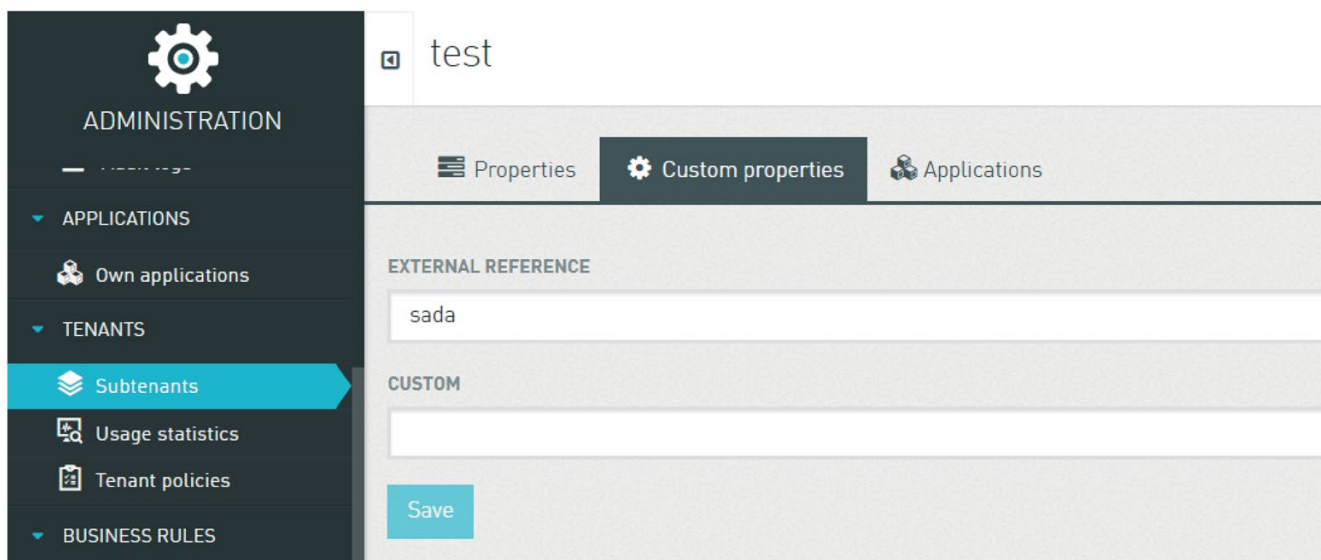 test
ADMINISTRATION
Properties
Custom properties
Applications
APPLICATIONS
Own applications
EXTERNAL REFERENCE
sada
TENANTS
Subtenants
CUSTOM
Usage statistics
Tenant policies
Save
BUSINESS RULES